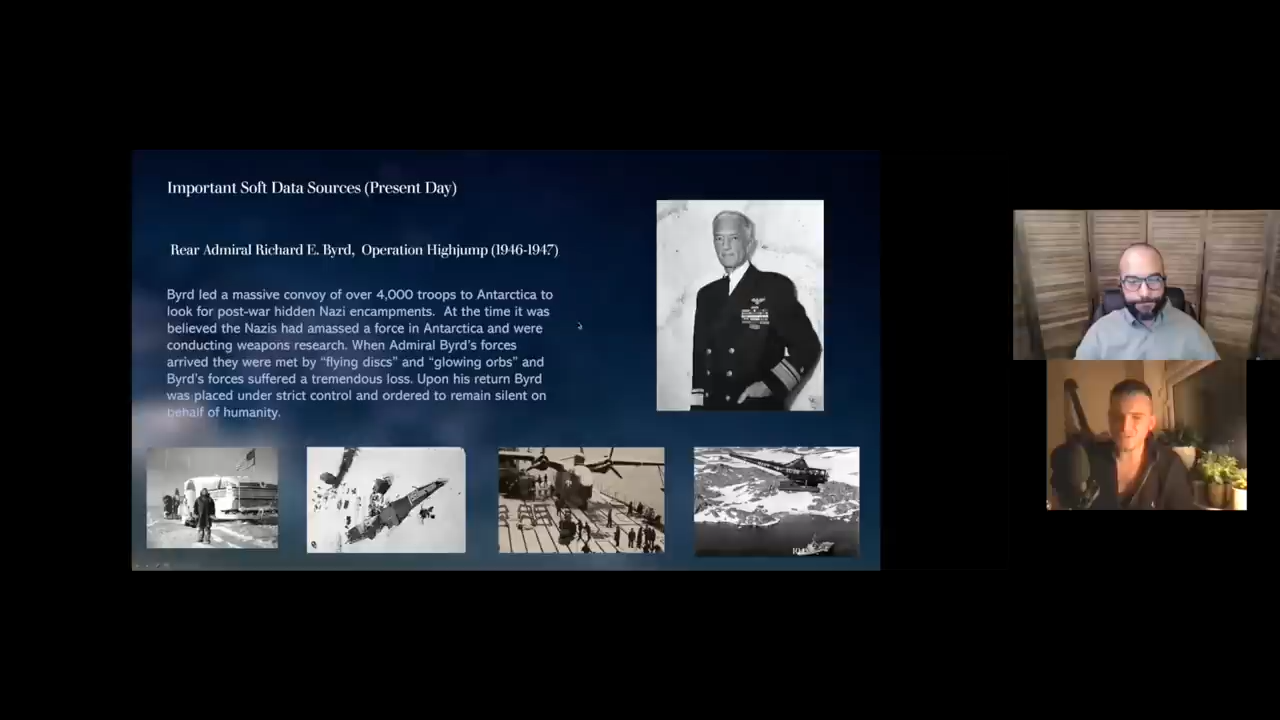 Important Soft Data Sources (Present Day)
Rear Admiral Richard E. Byrd, Operation Highjump (1946-1947)
Byrd led a massive convoy of over 4,000 troops to Antarctica to
look for post-war hidden Nazi encampments. At the time it was
believed the Nazis had amassed a force in Antarctica and were
conducting weapons research. When Admiral Byrd's forces
arrived they were met by "flying discs" and "glowing orbs" and
Byrd's forces suffered a tremendous loss. Upon his return Byrd
was placed under strict control and ordered to remain silent on
behalf of humanity.